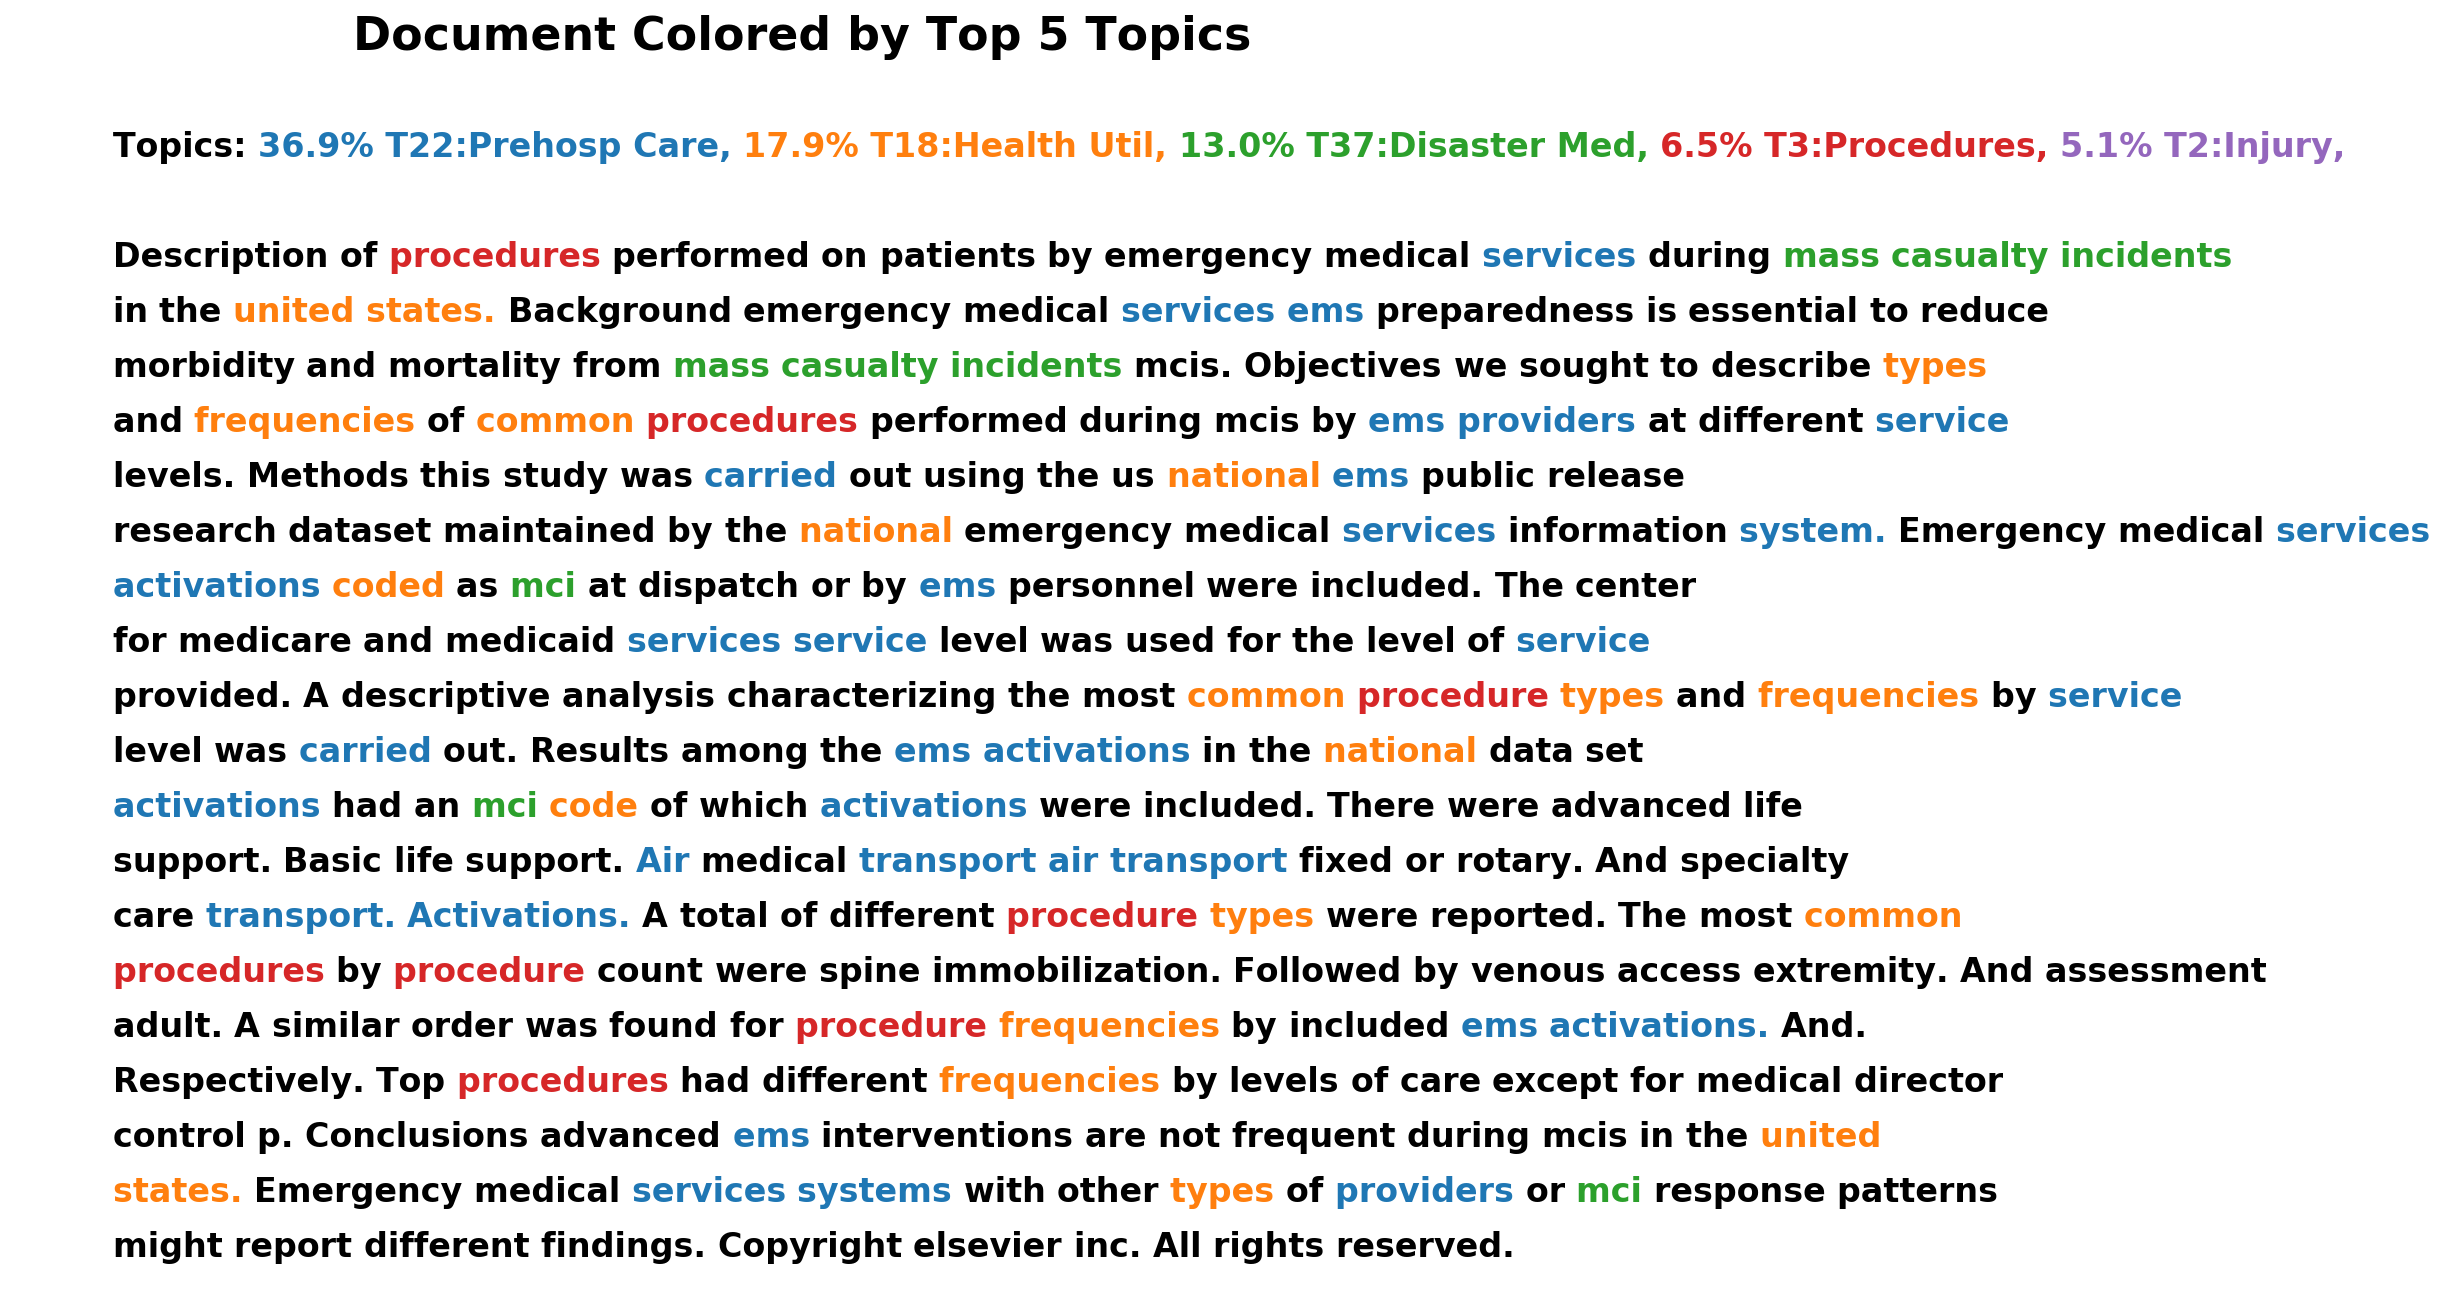 Document Colored by Top 5 Topics
Topics: 36.9% T22:Prehosp Care, 17.9% T18:Health Util, 13.0% T37:Disaster Med, 6.5% T3:Procedures, 5.1% T2:Injury,
Description of procedures performed on patients by emergency medical services during mass casualty incidents
in the united states. Background emergency medical services ems preparedness is essential to reduce
morbidity and mortality from mass casualty incidents mcis. Objectives we sought to describe types
and frequencies of common procedures performed during mcis by ems providers at different service
levels. Methods this study was carried out using the us national ems public release
research dataset maintained by the national emergency medical services information system. Emergency medical services
activations coded as mci at dispatch or by ems personnel were included. The center
for medicare and medicaid services service level was used for the level of service
provided. A descriptive analysis characterizing the most common procedure types and frequencies by service
level was carried out. Results among the ems activations in the national data set
activations had an mci code of which activations were included. There were advanced life
support. Basic life support. Air medical transport air transport fixed or rotary. And specialty
care transport. Activations. A total of different procedure types were reported. The most common
procedures by procedure count were spine immobilization. Followed by venous access extremity. And assessment
adult. A similar order was found for procedure frequencies by included ems activations. And.
Respectively. Top procedures had different frequencies by levels of care except for medical director
control p. Conclusions advanced ems interventions are not frequent during mcis in the united
states. Emergency medical services systems with other types of providers or mci response patterns
might report different findings. Copyright elsevier inc. All rights reserved.